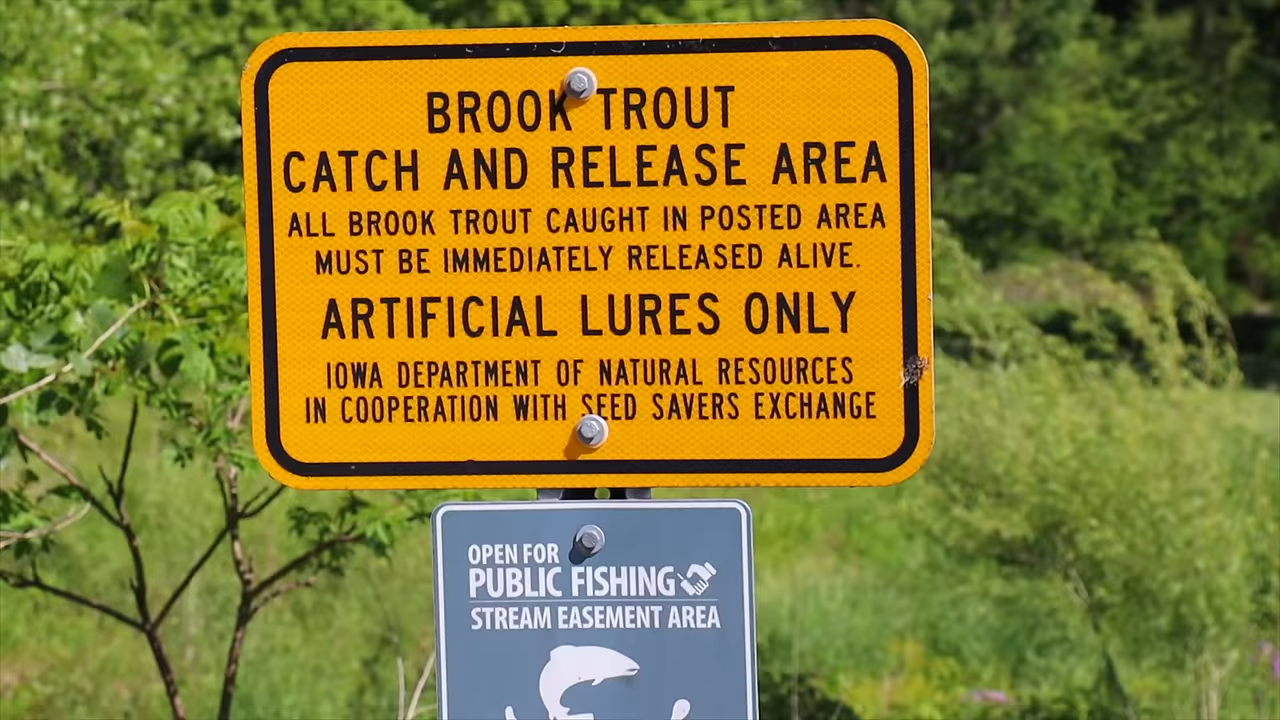 BROOK TROUT
CATCH AND RELEASE AREA
ALL BROOK TROUT CAUGHT IN POSTED AREA
MUST BE IMMEDIATELY RELEASED ALIVE.
ARTIFICIAL LURES ONLY
IOWA DEPARTMENT OF NATURAL RESOURCES
IN COOPERATION WITH SEED SAVERS EXCHANGE
OPEN FOR
PUBLIC FISHING
STREAM EASEMENT AREA